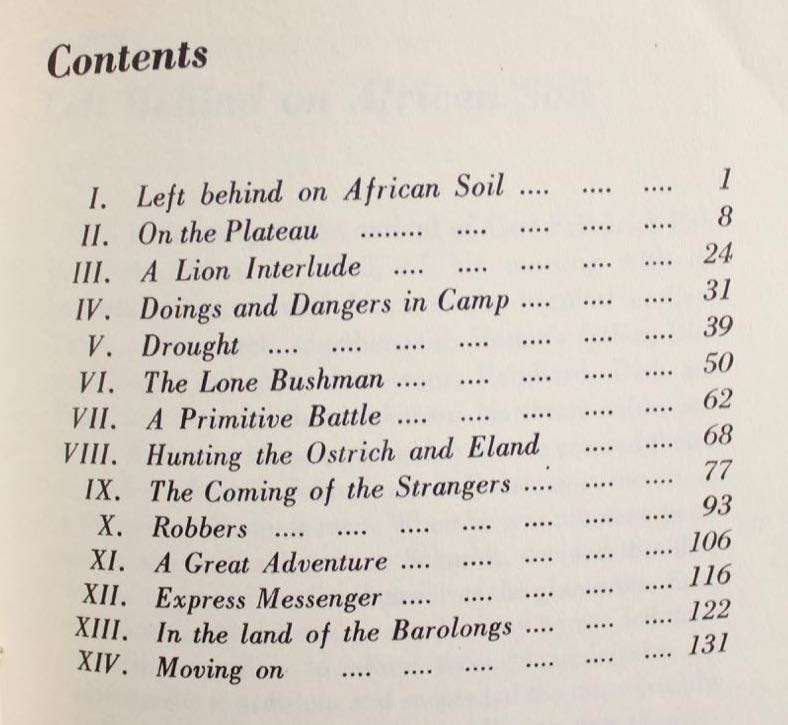 Contents
I. Left behind on African Soil .... .... .... 1
II. On the Plateau ........ .... .... .... .... 8
III. A Lion Interlude .... .... .... .... .... 24
IV. Doings and Dangers in Camp .... .... .... 31
V. Drought .... .... .... .... .... .... .... 39
VI. The Lone Bushman .... .... .... .... .... 50
VII. A Primitive Battle .... .... .... .... .... 62
VIII. Hunting the Ostrich and Eland .... .... 68
IX. The Coming of the Strangers .... .... .... 77
X. Robbers .... .... .... .... .... .... .... 93
XI. A Great Adventure .... .... .... .... .... 106
XII. Express Messenger .... .... .... .... .... 116
XIII. In the land of the Barolongs .... .... .... 122
XIV. Moving on .... .... .... .... .... .... 131